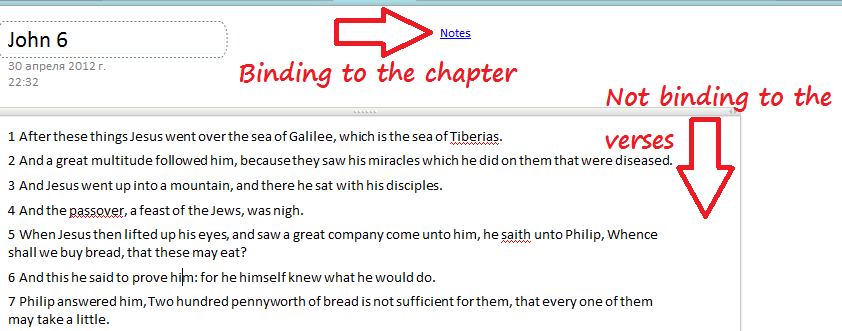 John 6
30 апреля 2012 г.
22:32
Notes
Binding to the chapter
Not binding to the
verses
1 After these things Jesus went over the sea of Galilee, which is the sea of Tiberias.
2 And a great multitude followed him, because they saw his miracles which he did on them that were diseased.
3 And Jesus went up into a mountain, and there he sat with his disciples.
4 And the passover, a feast of the Jews, was nigh.
5 When Jesus then lifted up his eyes, and saw a great company come unto him, he saith unto Philip, Whence
shall we buy bread, that these may eat?
6 And this he said to prove him: for he himself knew what he would do.
7 Philip answered him, Two hundred pennyworth of bread is not sufficient for them, that every one of them
may take a little.